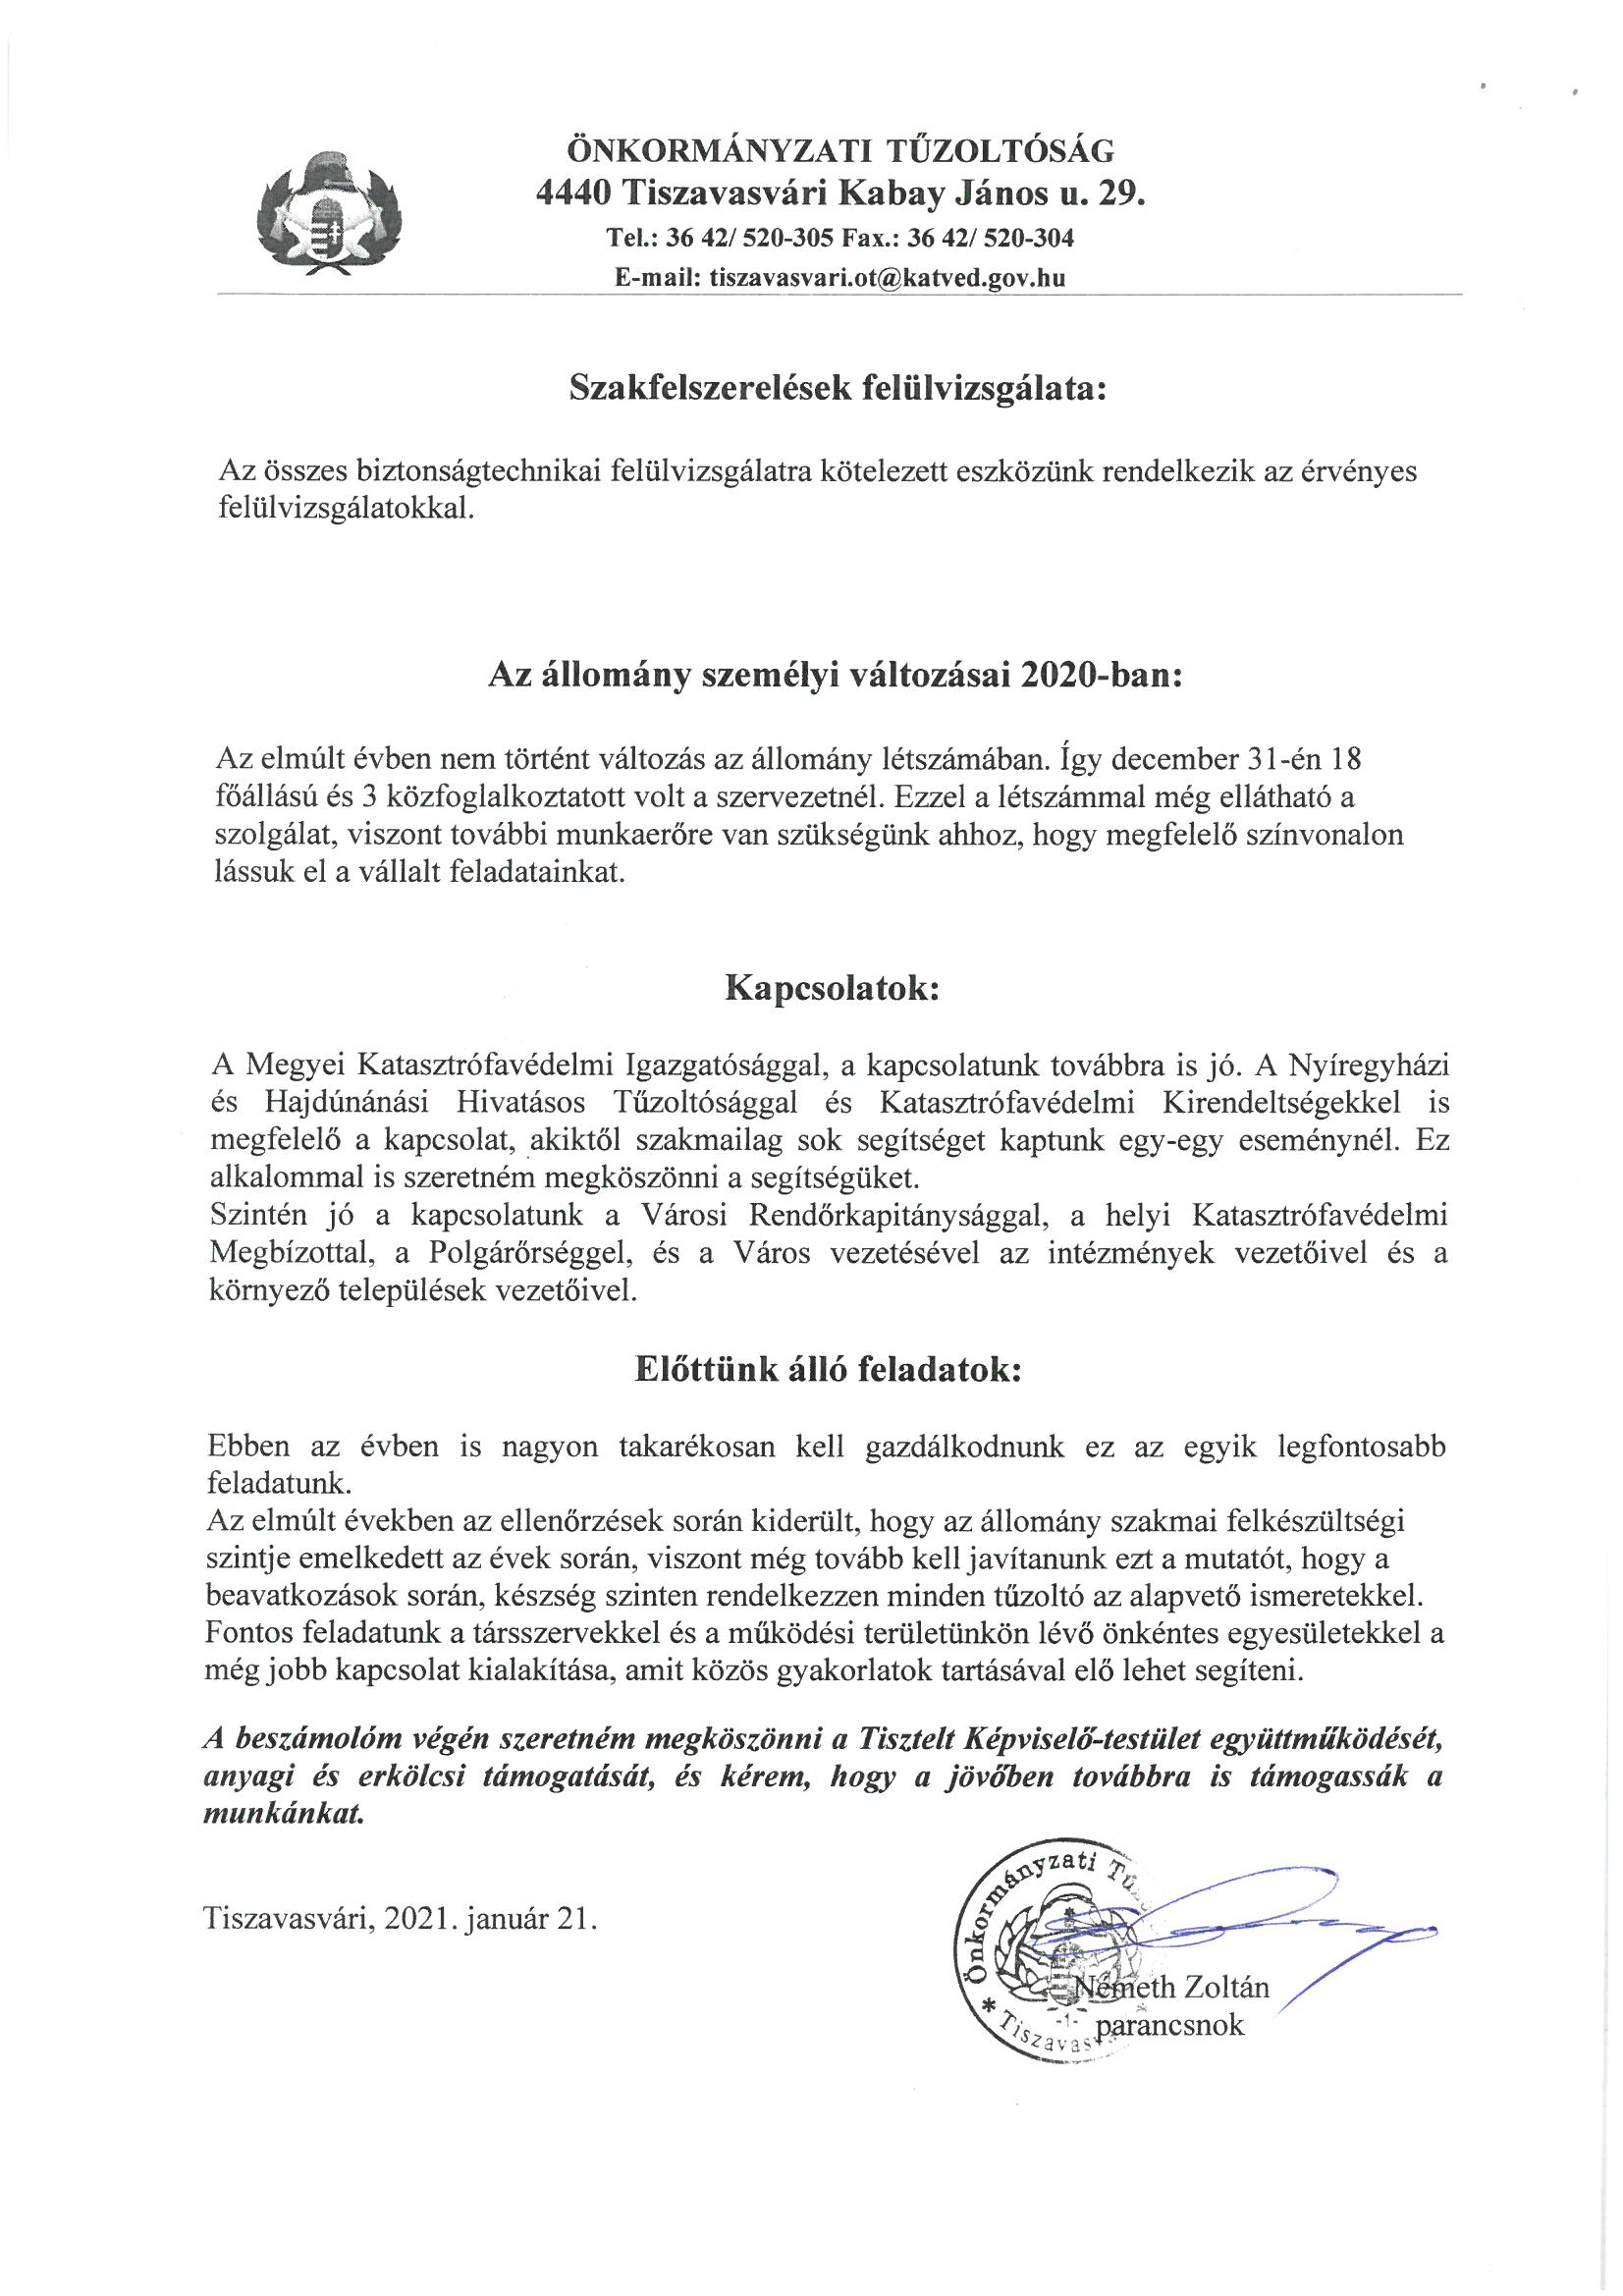 ÖNKORMÁNYZATI TŰZOLTÓSÁG
4440 Tiszavasvári Kabay János u. 29.
Tel.: 36 42/ 520-305 Fax.: 36 42/ 520-304
E-mail: tiszavasvari.ot@katved.gov.hu
Szakfelszerelések felülvizsgálata:
Az összes biztonságtechnikai felülvizsgálatra kötelezett eszközünk rendelkezik az érvényes
felülvizsgálatokkal.
Az állomány személyi változásai 2020-ban:
Az elmúlt évben nem történt változás az állomány létszámában. Így december 31-én 18
főállású és 3 közfoglalkoztatott volt a szervezetnél. Ezzel a létszámmal még ellátható a
szolgálat, viszont további munkaerőre van szükségünk ahhoz, hogy megfelelő színvonalon
lássuk el a vállalt feladatainkat.
Kapcsolatok:
A Megyei Katasztrófavédelmi Igazgatósággal, a kapcsolatunk továbbra is jó. A Nyíregyházi
és Hajdúnánási Hivatásos Tűzoltósággal és Katasztrófavédelmi Kirendeltségekkel is
megfelelő a kapcsolat, akiktől szakmailag sok segítséget kaptunk egy-egy eseménynél. Ez
alkalommal is szeretném megköszönni a segítségüket.
Szintén jó a kapcsolatunk a Városi Rendőrkapitánysággal, a helyi Katasztrófavédelmi
Megbízottal, a Polgárőrséggel, és a Város vezetésével az intézmények vezetőivel és a
környező települések vezetőivel.
Előttünk álló feladatok:
Ebben az évben is nagyon takarékosan kell gazdálkodnunk ez az egyik legfontosabb
feladatunk.
Az elmúlt években az ellenőrzések során kiderült, hogy az állomány szakmai felkészültségi
szintje emelkedett az évek során, viszont még tovább kell javítanunk ezt a mutatót, hogy a
beavatkozások során, készség szinten rendelkezzen minden tűzoltó az alapvető ismeretekkel.
Fontos feladatunk a társszervekkel és a működési területünkön lévő önkéntes egyesületekkel a
még jobb kapcsolat kialakítása, amit közös gyakorlatok tartásával elő lehet segíteni.
A beszámolóm végén szeretném megköszönni a Tisztelt Képviselő-testület együttműködését,
anyagi és erkölcsi támogatását, és kérem, hogy a jövőben továbbra is támogassák a
munkánkat.
Tiszavasvári, 2021. január 21.
Önkormányzati
-1-
Németh Zoltán
parancsnok